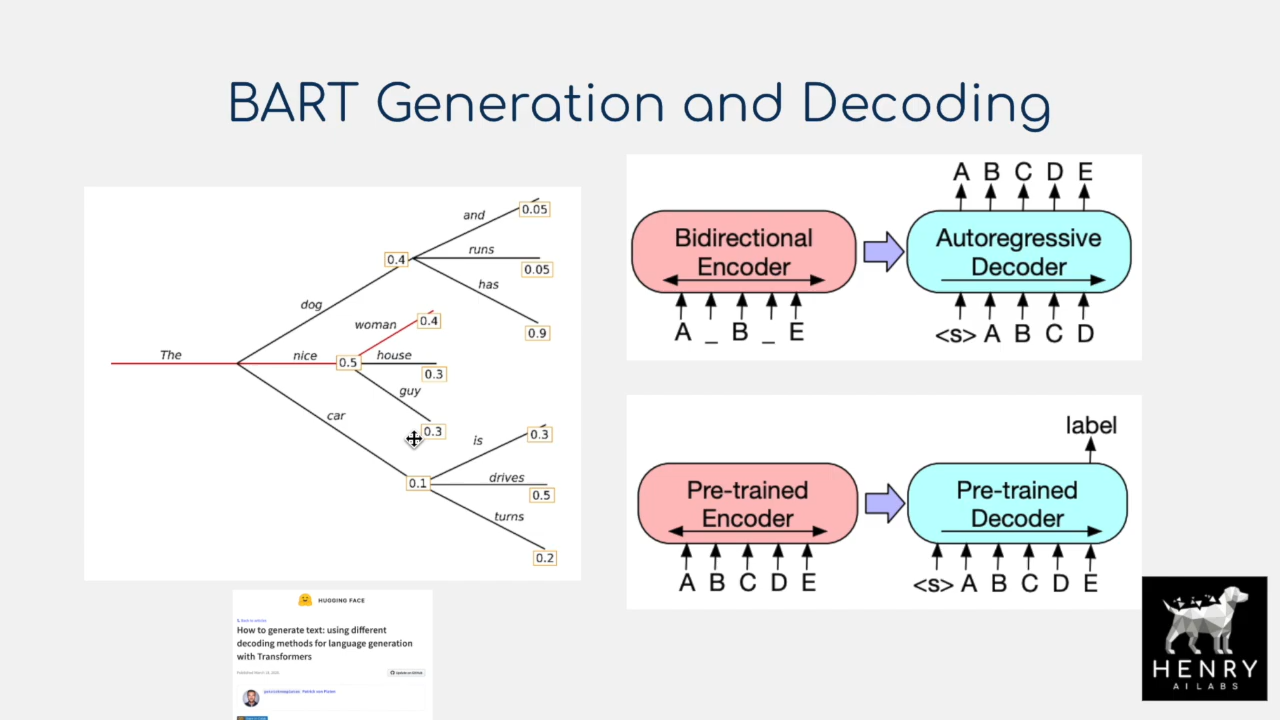 BART Generation and Decoding
and
0.05
0.4
runs
0.05
has
dog
0.9
woman
0.4
The
nice
0.5
house
0.3
guy
car
0.3
is
0.3
0.1
drives
0.5
turns
0.2
A B C D E
Bidirectional
Encoder
Autoregressive
Decoder
A _ B _ E
<s> A B C D
label
Pre-trained
Encoder
Pre-trained
Decoder
A B C D E
<s> A B C D E
HUGGING FACE
How to generate text: using different
decoding methods for language generation
with Transformers
HENRY
AI LABS